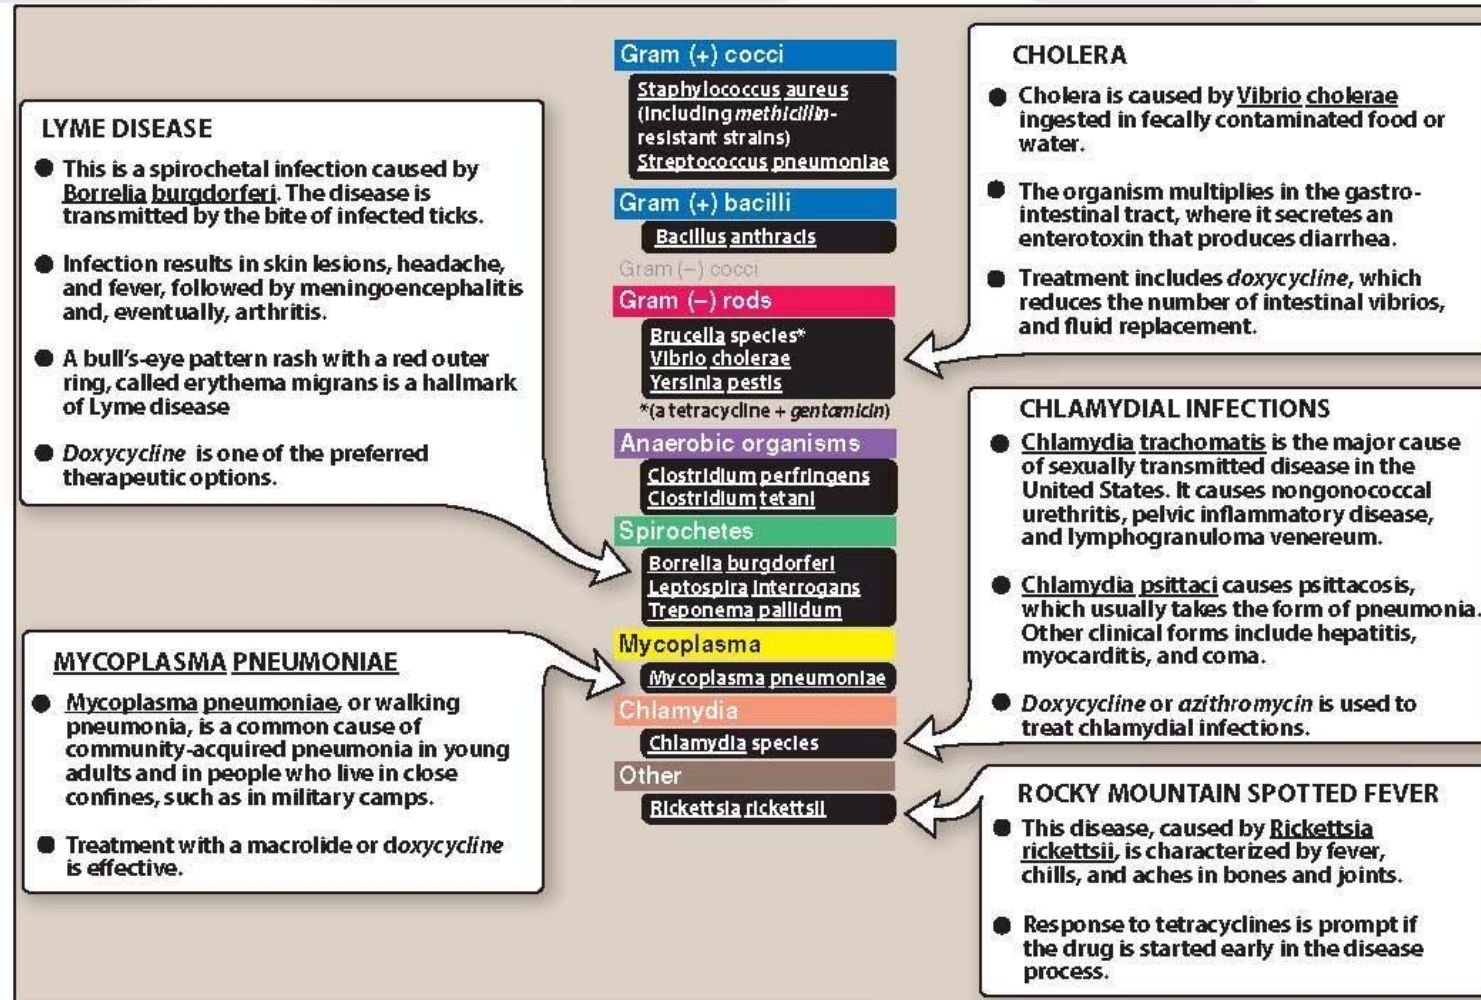 LYME DISEASE
● This is a spirochetal infection caused by
Borrelia burgdorferi. The disease is
transmitted by the bite of infected ticks.
● Infection results in skin lesions, headache,
and fever, followed by meningoencephalitis
and, eventually, arthritis.
● A bull's-eye pattern rash with a red outer
ring, called erythema migrans is a hallmark
of Lyme disease
● Doxycycline is one of the preferred
therapeutic options.
MYCOPLASMA PNEUMONIAE
● Mycoplasma pneumoniae, or walking
pneumonia, is a common cause of
community-acquired pneumonia in young
adults and in people who live in close
confines, such as in military camps.
● Treatment with a macrolide or doxycycline
is effective.
Gram (+) cocci
Staphylococcus aureus
(including methicillin-
resistant strains)
Streptococcus pneumoniae
Gram (+) bacilli
Bacillus anthracis
Gram (−) cocci
Gram (−) rods
Brucella species*
Vibrio cholerae
Yersinia pestis
*(a tetracycline + gentamicin)
Anaerobic organisms
Clostridium perfringens
Clostridium tetani
Spirochetes
Borrelia burgdorferi
Leptospira interrogans
Treponema pallidum
Mycoplasma
Mycoplasma pneumoniae
Chlamydia
Chlamydia species
Other
Rickettsia rickettsii
CHOLERA
● Cholera is caused by Vibrio cholerae
ingested in fecally contaminated food or
water.
● The organism multiplies in the gastro-
intestinal tract, where it secretes an
enterotoxin that produces diarrhea.
● Treatment includes doxycycline, which
reduces the number of intestinal vibrios,
and fluid replacement.
CHLAMYDIAL INFECTIONS
● Chlamydia trachomatis is the major cause
of sexually transmitted disease in the
United States. It causes nongonococcal
urethritis, pelvic inflammatory disease,
and lymphogranuloma venereum.
● Chlamydia psittaci causes psittacosis,
which usually takes the form of pneumonia.
Other clinical forms include hepatitis,
myocarditis, and coma.
● Doxycycline or azithromycin is used to
treat chlamydial infections.
ROCKY MOUNTAIN SPOTTED FEVER
● This disease, caused by Rickettsia
rickettsii, is characterized by fever,
chills, and aches in bones and joints.
● Response to tetracyclines is prompt if
the drug is started early in the disease
process.